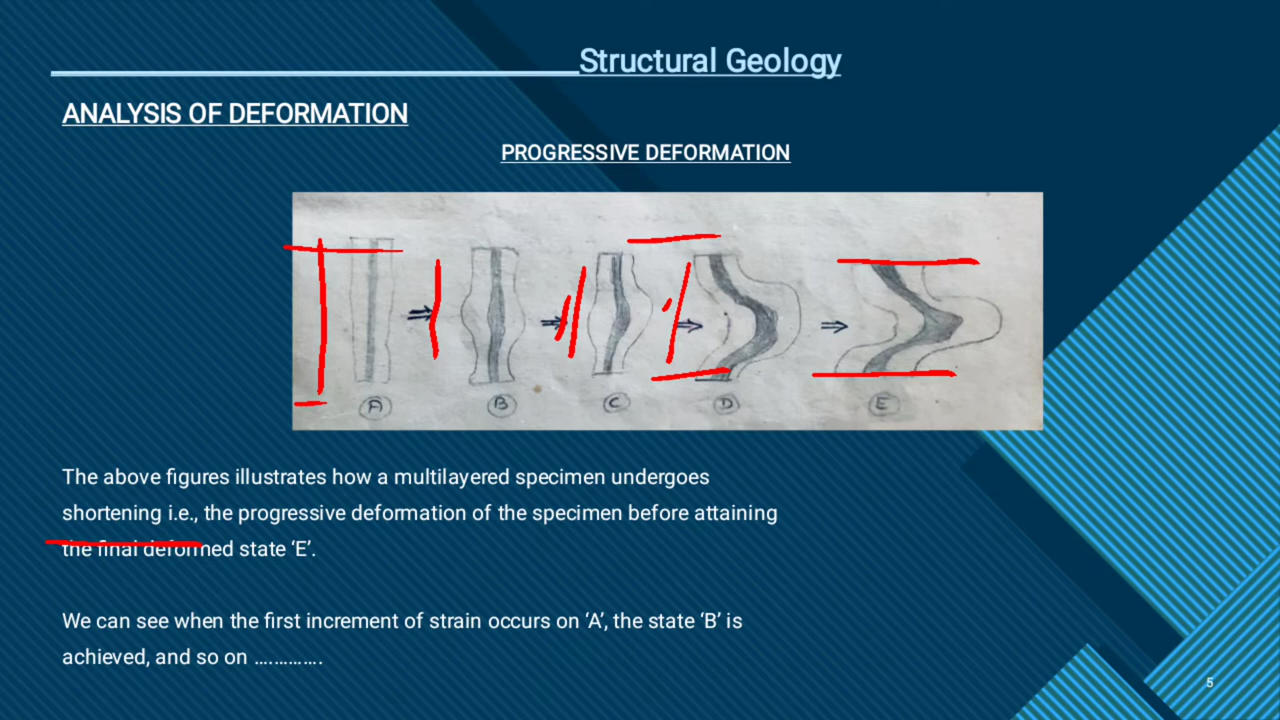 Structural Geology
ANALYSIS OF DEFORMATION
PROGRESSIVE DEFORMATION
A B C D E
The above figures illustrates how a multilayered specimen undergoes
shortening i.e., the progressive deformation of the specimen before attaining
the final deformed state ‘E’.
We can see when the first increment of strain occurs on ‘A’, the state ‘B’ is
achieved, and so on ….……….
5